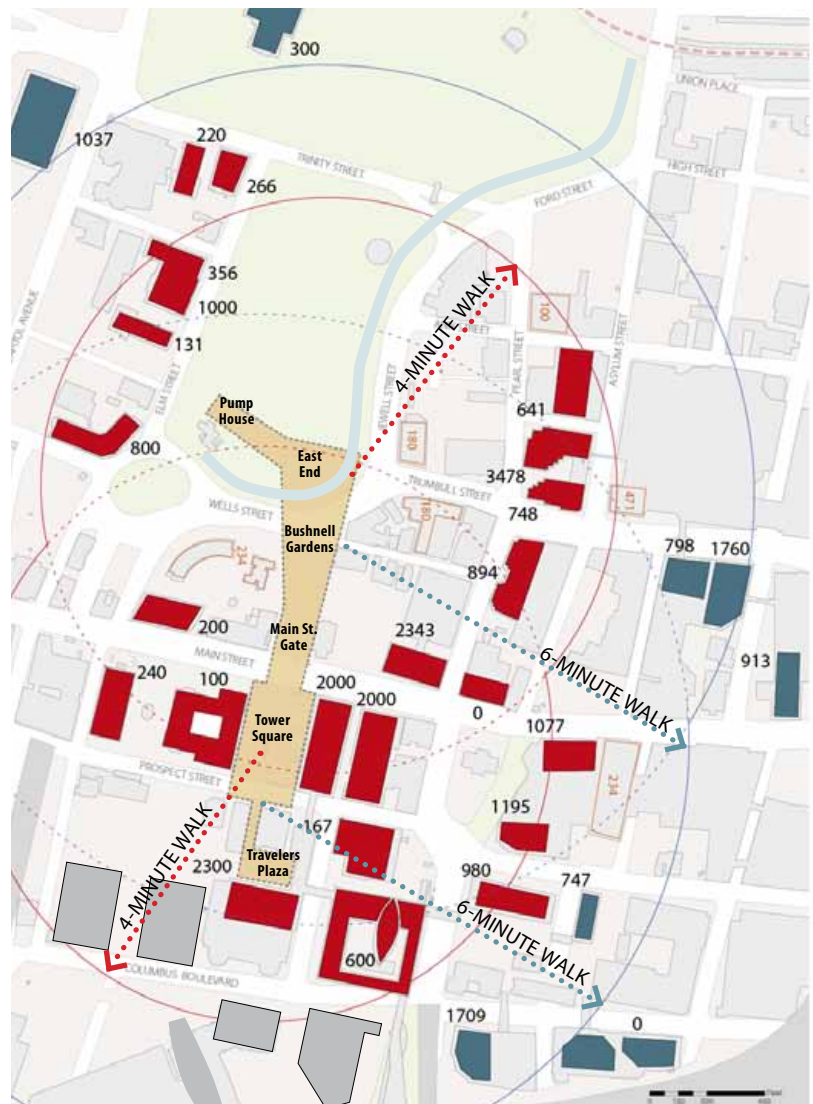 300
UNION PLACE
1037
220
TRINITY STREET
HIGH STREET
266
FORD STREET
356
1000
131
4-MINUTE WALK
100
PEARL STREET
ASYLUM STREET
ELM STREET
Pump
House
641
800
East
End
180
3478
TRUMBULL STREET
748
471
WELLS STREET
180
Bushnell
Gardens
234
894
798
1760
200
Main St.
Gate
2343
MAIN STREET
6-MINUTE WALK
913
240
100
2000
2000
0
Tower
Square
1077
PROSPECT STREET
234
1195
167
4-MINUTE WALK
2300
Travelers
Plaza
980
747
6-MINUTE WALK
600
COLUMBUS BOULEVARD
1709
0